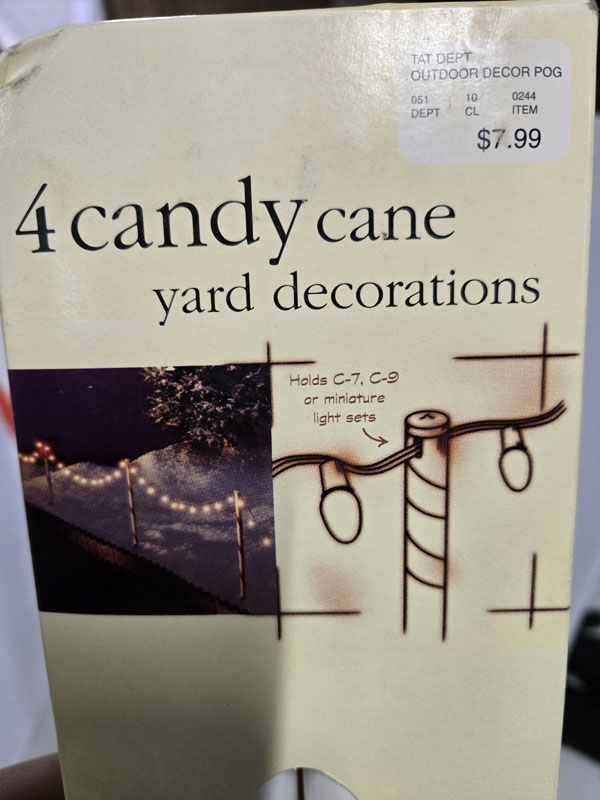 TAT DEPT
OUTDOOR DECOR POG
051 10 0244
DEPT CL ITEM
$7.99
4 candy cane
yard decorations
Holds C-7, C-9
or miniature
light sets